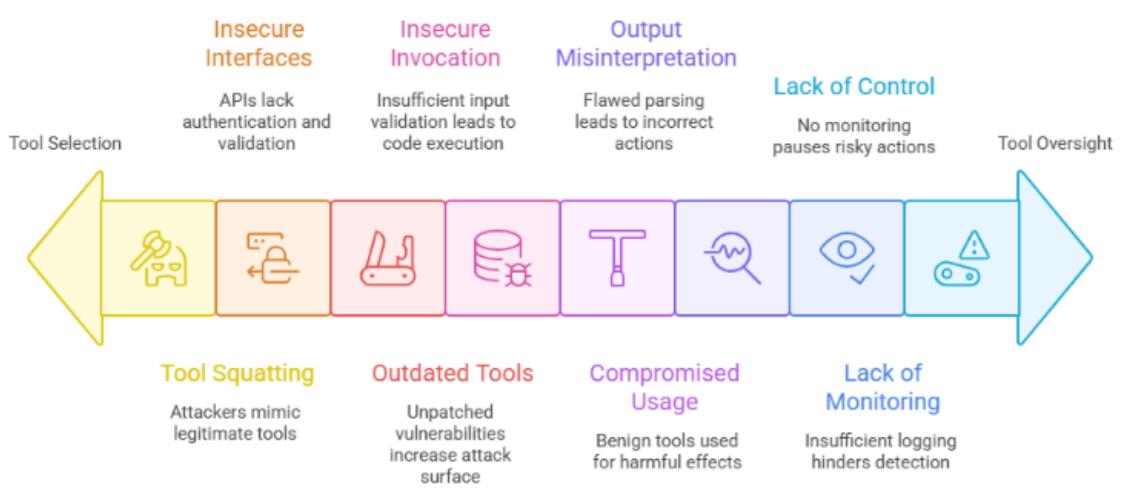 Insecure
Interfaces
APIs lack
authentication and
validation
Insecure
Invocation
Insufficient input
validation leads to
code execution
Output
Misinterpretation
Flawed parsing
leads to incorrect
actions
Lack of Control
No monitoring
pauses risky actions
Tool Selection
Tool Oversight
Tool Squatting
Attackers mimic
legitimate tools
Outdated Tools
Unpatched
vulnerabilities
increase attack
surface
Compromised
Usage
Benign tools used
for harmful effects
Lack of
Monitoring
Insufficient logging
hinders detection